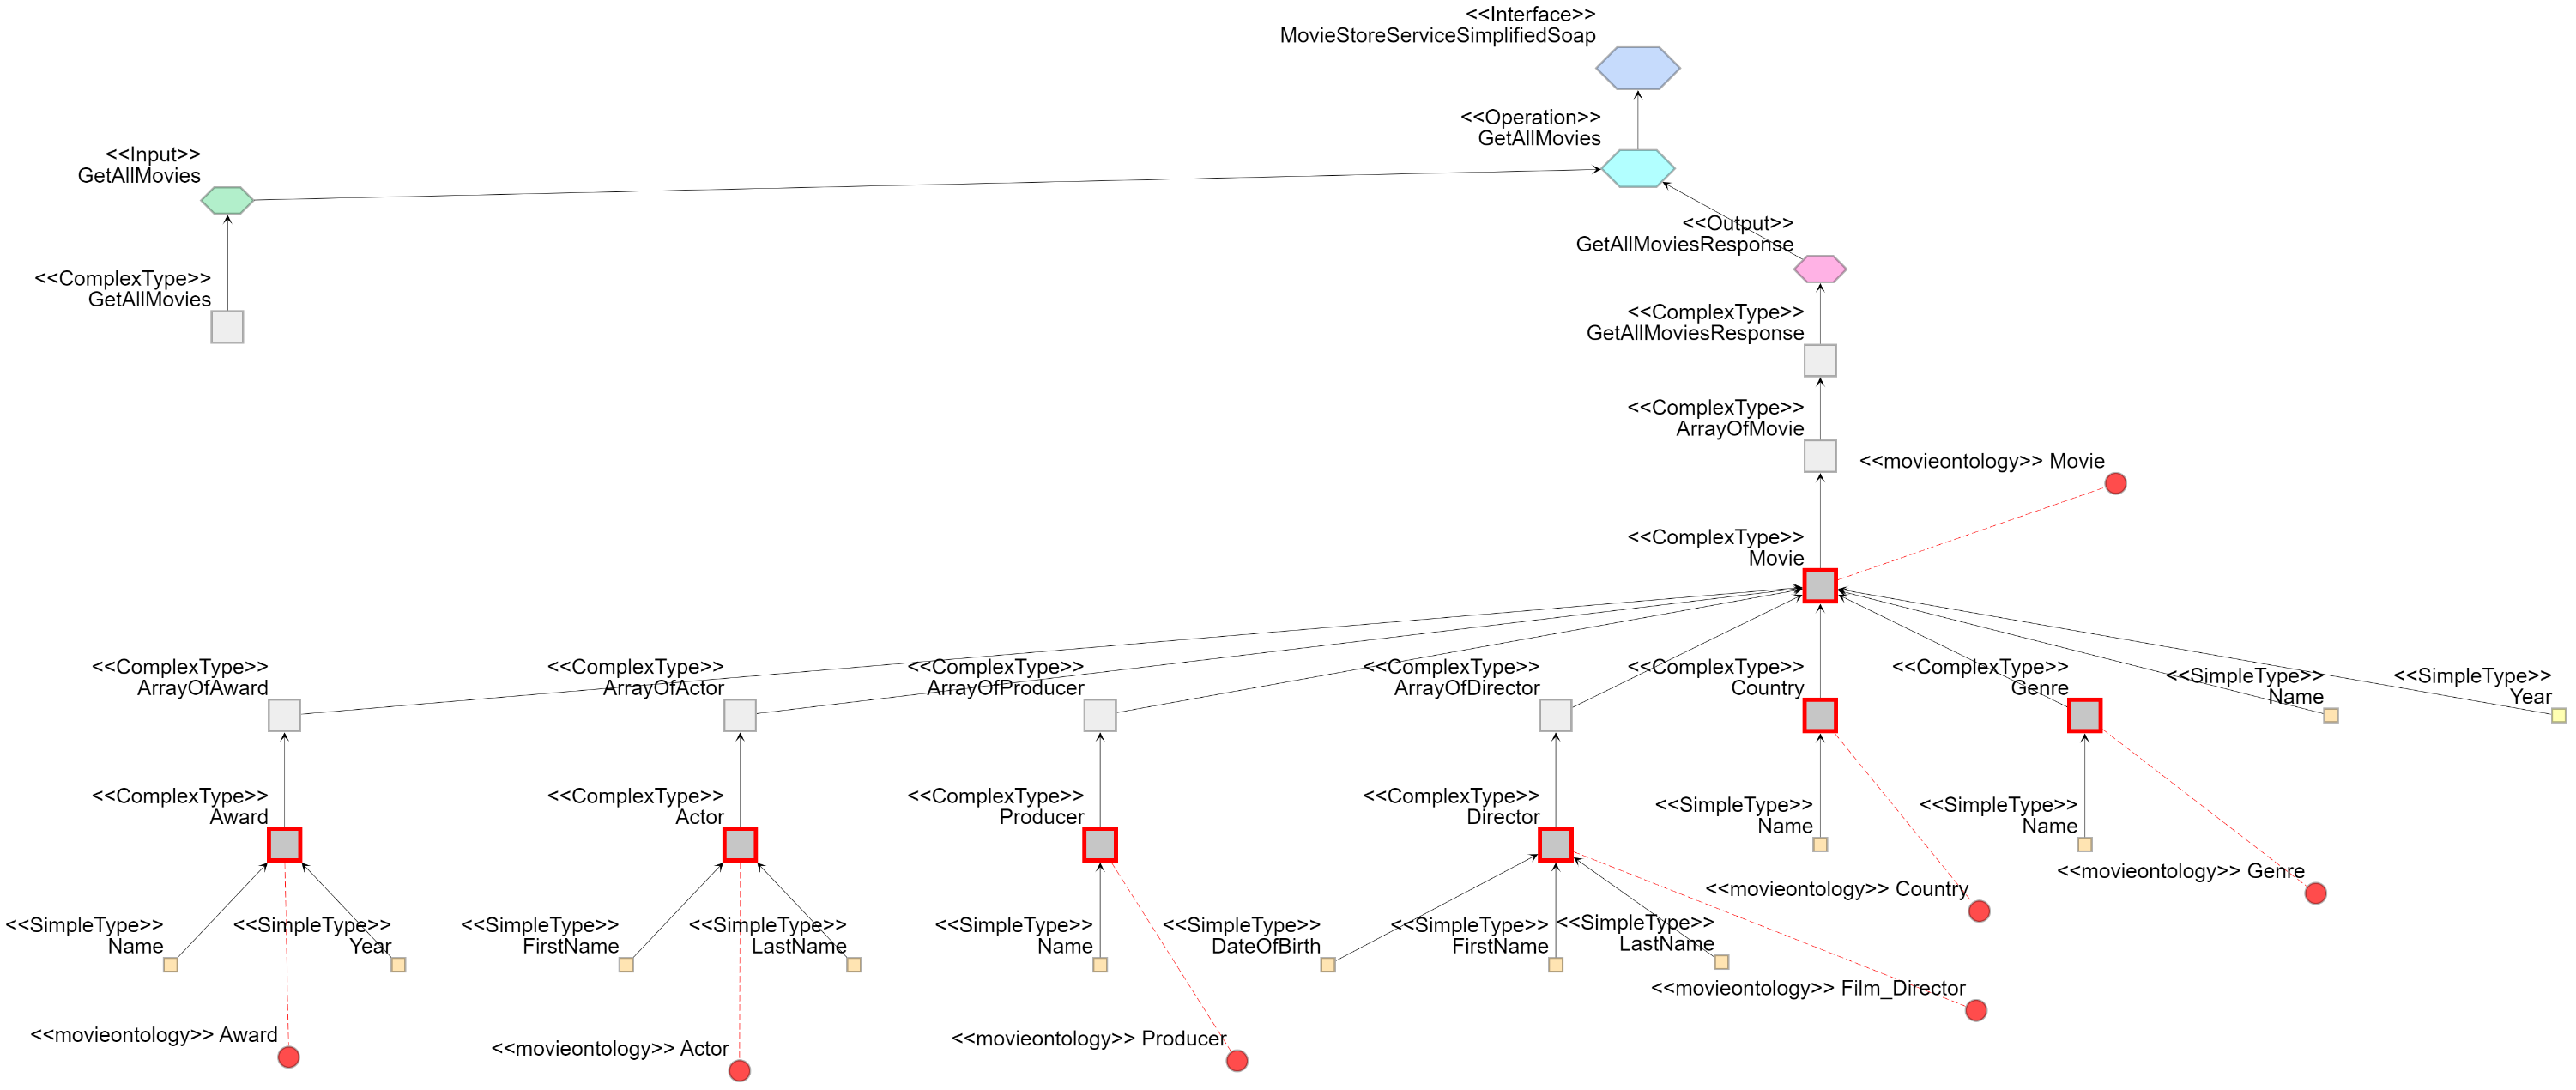 <<Interface>>
MovieStoreServiceSimplifiedSoap
<<Operation>>
GetAllMovies
<<Input>>
GetAllMovies
<<Output>>
GetAllMoviesResponse
<<ComplexType>>
GetAllMovies
<<ComplexType>>
GetAllMoviesResponse
<<ComplexType>>
ArrayOfMovie
<<movieontology>> Movie
<<ComplexType>>
Movie
<<ComplexType>>
ArrayOfAward
<<ComplexType>>
ArrayOfActor
<<ComplexType>>
ArrayOfProducer
<<ComplexType>>
ArrayOfDirector
<<ComplexType>>
Country
<<ComplexType>>
Genre
<<SimpleType>>
Name
<<SimpleType>>
Year
<<ComplexType>>
Award
<<ComplexType>>
Actor
<<ComplexType>>
Producer
<<ComplexType>>
Director
<<SimpleType>>
Name
<<SimpleType>>
Name
<<movieontology>> Country
<<movieontology>> Genre
<<SimpleType>>
Name
<<SimpleType>>
Year
<<SimpleType>>
FirstName
<<SimpleType>>
LastName
<<SimpleType>>
Name
<<SimpleType>>
DateOfBirth
<<SimpleType>>
FirstName
<<SimpleType>>
LastName
<<movieontology>> Film_Director
<<movieontology>> Award
<<movieontology>> Actor
<<movieontology>> Producer